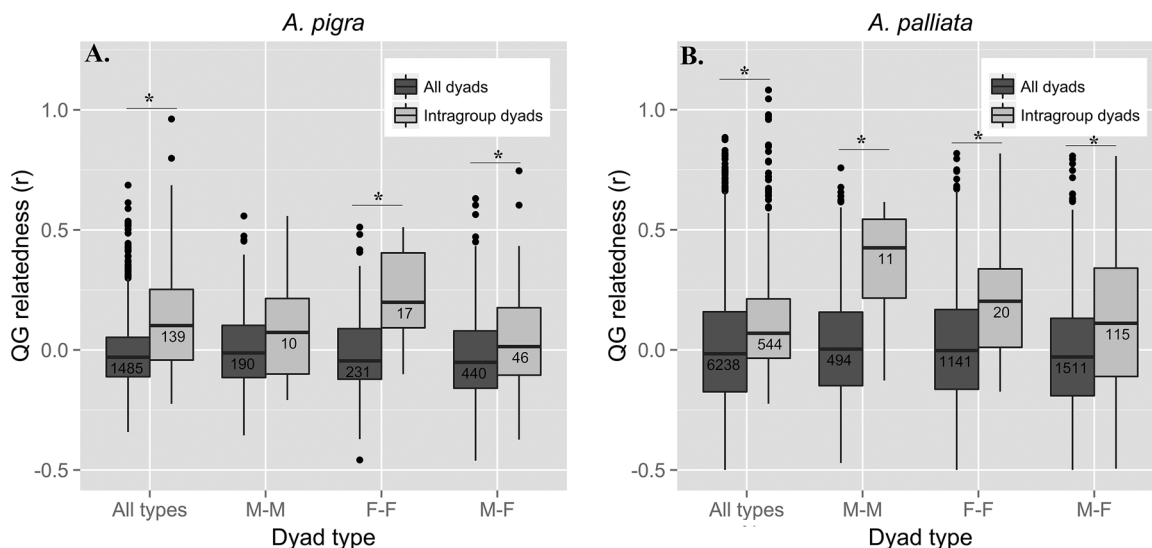 A. pigra
A.
*
*
*
All dyads
Intragroup dyads
1.0
0.5
0.0
-0.5
QG relatedness (r)
1485
139
190
10
231
17
440
46
All types
M-M
F-F
M-F
Dyad type
A. palliata
B.
*
*
*
*
All dyads
Intragroup dyads
1.0
0.5
0.0
-0.5
QG relatedness (r)
6238
544
494
11
1141
20
1511
115
All types
M-M
F-F
M-F
Dyad type